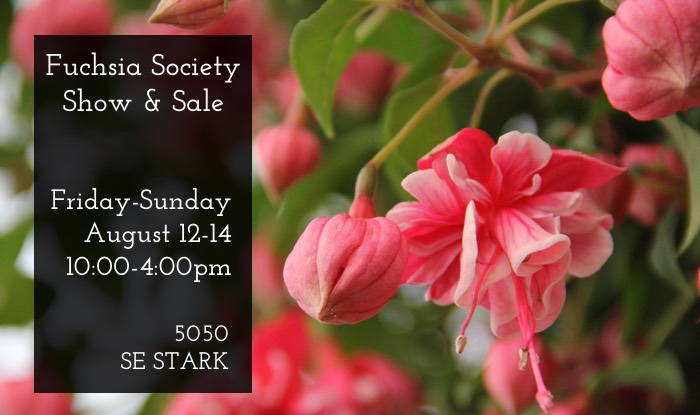 Fuchsia Society
Show & Sale
Friday-Sunday
August 12-14
10:00-4:00pm
5050
SE STARK